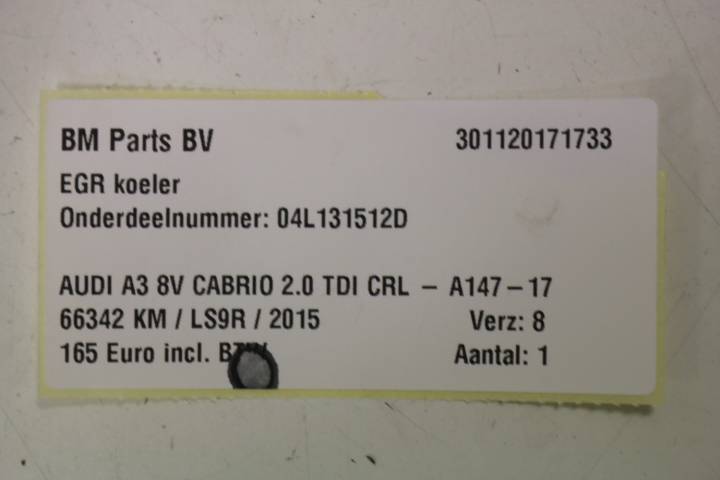 BM Parts BV 301120171733
EGR koeler
Onderdeelnummer: 04L131512D
AUDI A3 8V CABRIO 2.0 TDI CRL - A147-17
66342 KM / LS9R / 2015 Verz: 8
165 Euro incl. BTW Aantal: 1